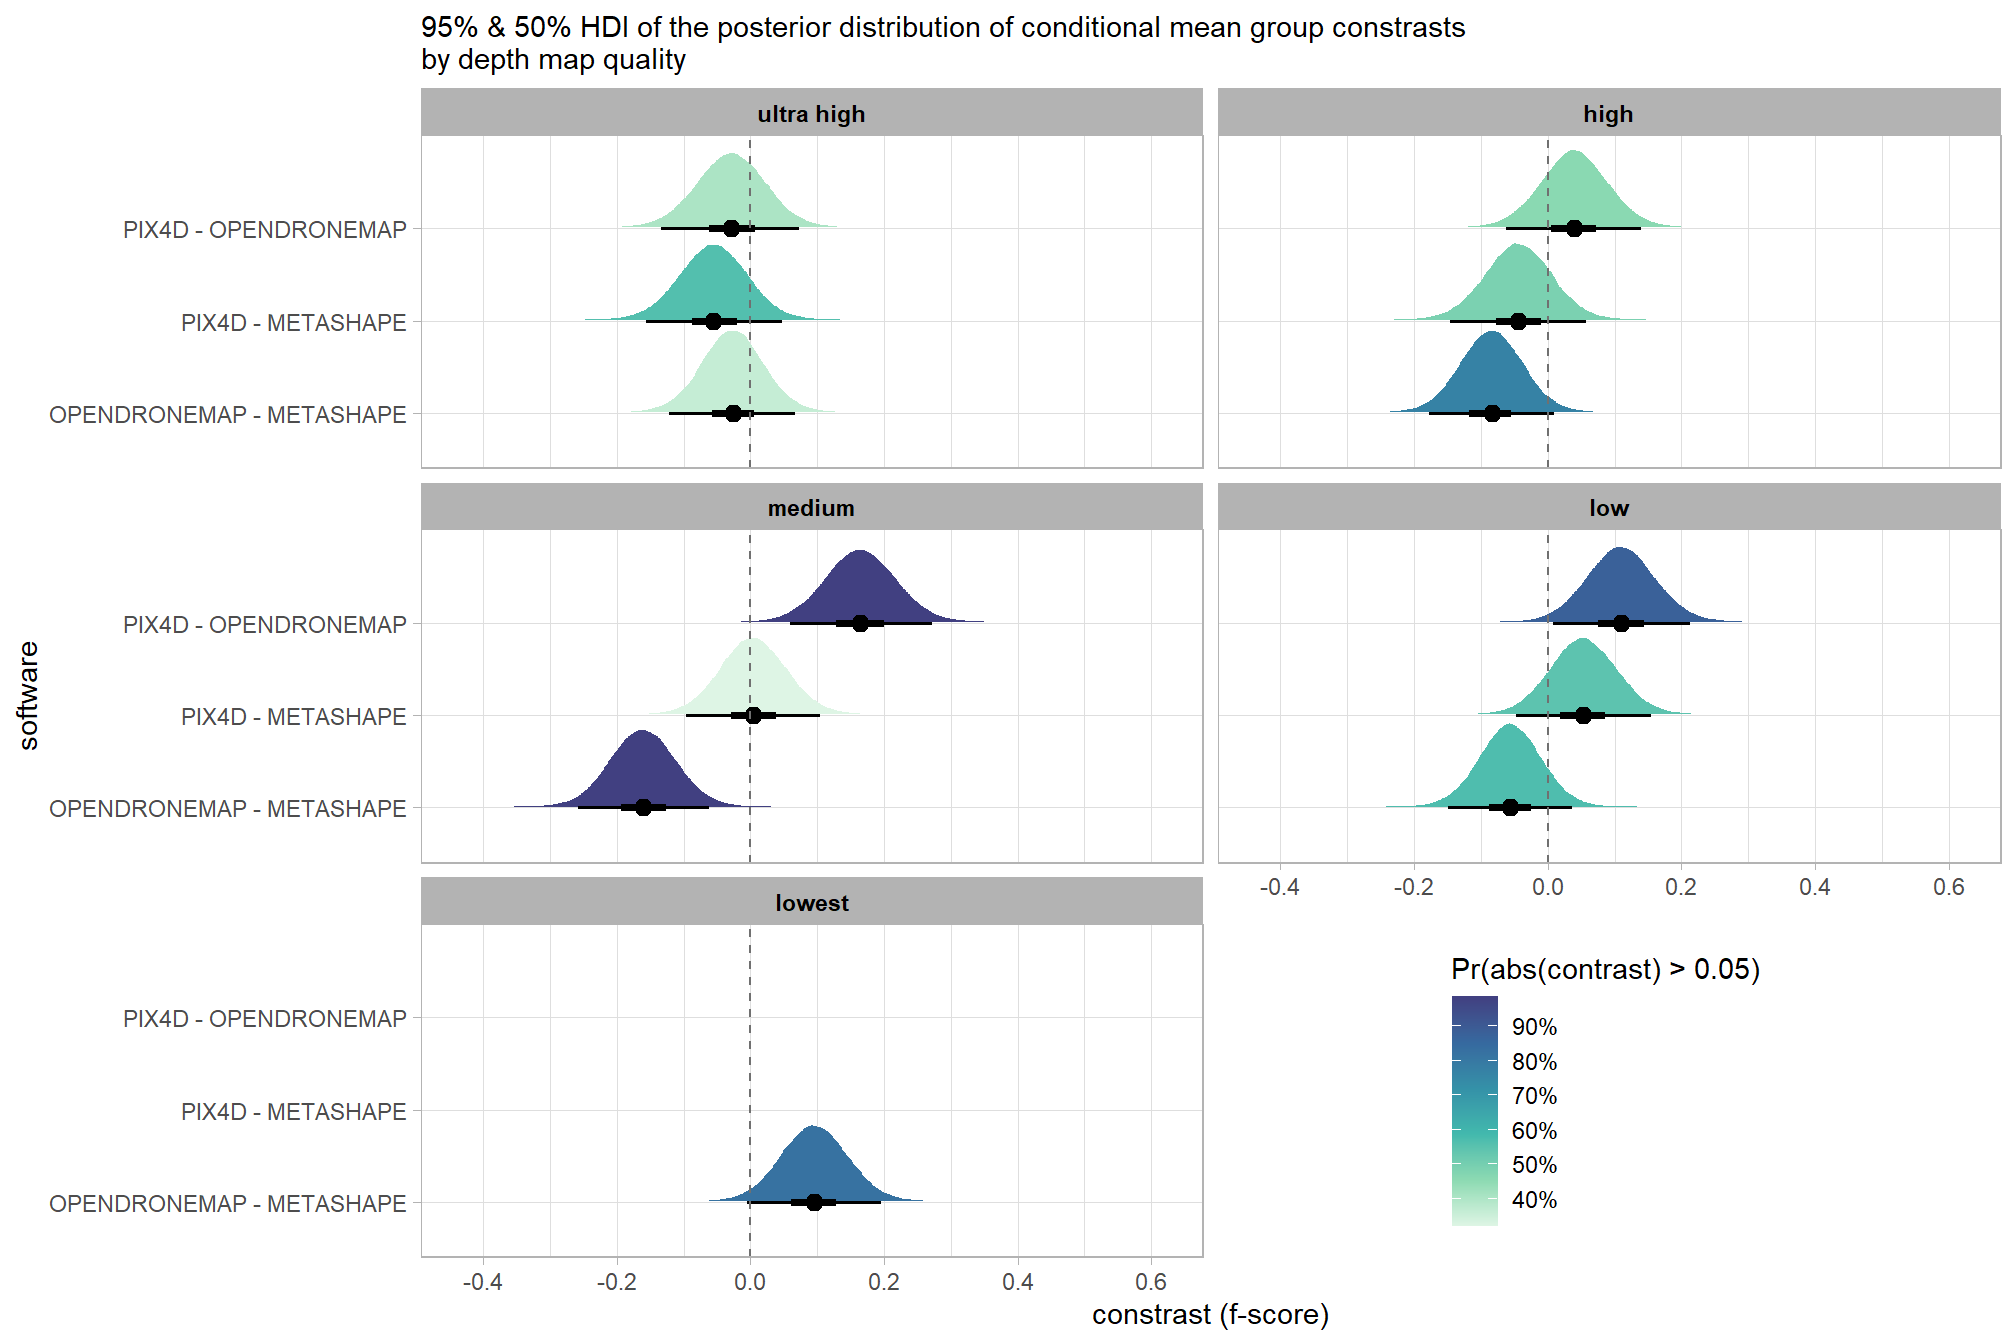 95% & 50% HDI of the posterior distribution of conditional mean group constrasts
by depth map quality
ultra high
high
PIX4D - OPENDRONEMAP
PIX4D - METASHAPE
OPENDRONEMAP - METASHAPE
medium
low
PIX4D - OPENDRONEMAP
PIX4D - METASHAPE
OPENDRONEMAP - METASHAPE
software
-0.4 -0.2 0.0 0.2 0.4 0.6
lowest
PIX4D - OPENDRONEMAP
PIX4D - METASHAPE
OPENDRONEMAP - METASHAPE
-0.4 -0.2 0.0 0.2 0.4 0.6
constrast (f-score)
Pr(abs(contrast) > 0.05)
90%
80%
70%
60%
50%
40%